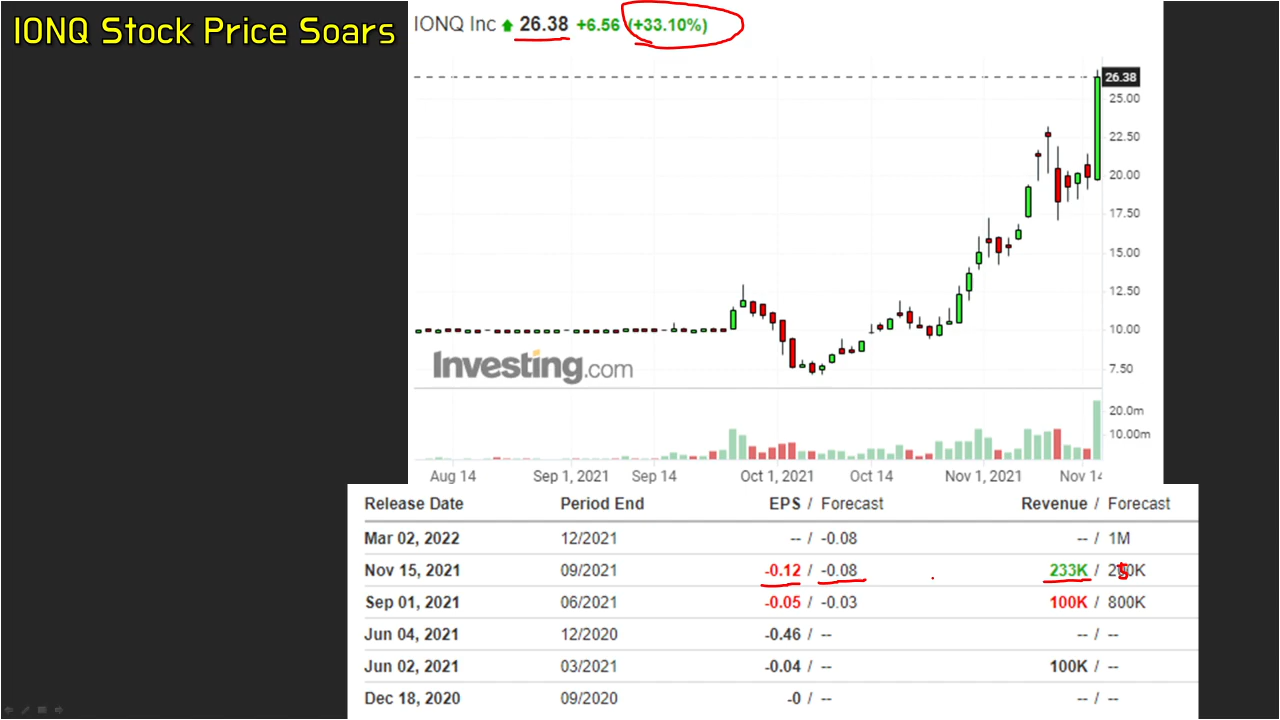 IONQ Stock Price Soars
IONQ Inc 26.38 +6.56 (+33.10%)
26.38
25.00
22.50
20.00
17.50
15.00
12.50
10.00
7.50
Investing.com
20.0m
10.00m
Aug 14 Sep 1, 2021 Sep 14 Oct 1, 2021 Oct 14 Nov 1, 2021 Nov 14
Release Date Period End EPS / Forecast Revenue / Forecast
Mar 02, 2022 12/2021 -- / -0.08 -- / 1M
Nov 15, 2021 09/2021 -0.12 / -0.08 233K /
Sep 01, 2021 06/2021 -0.05 / -0.03 100K / 800K
Jun 04, 2021 12/2020 -0.46 / -- -- / --
Jun 02, 2021 03/2021 -0.04 / -- 100K / --
Dec 18, 2020 09/2020 -0 / -- -- / --